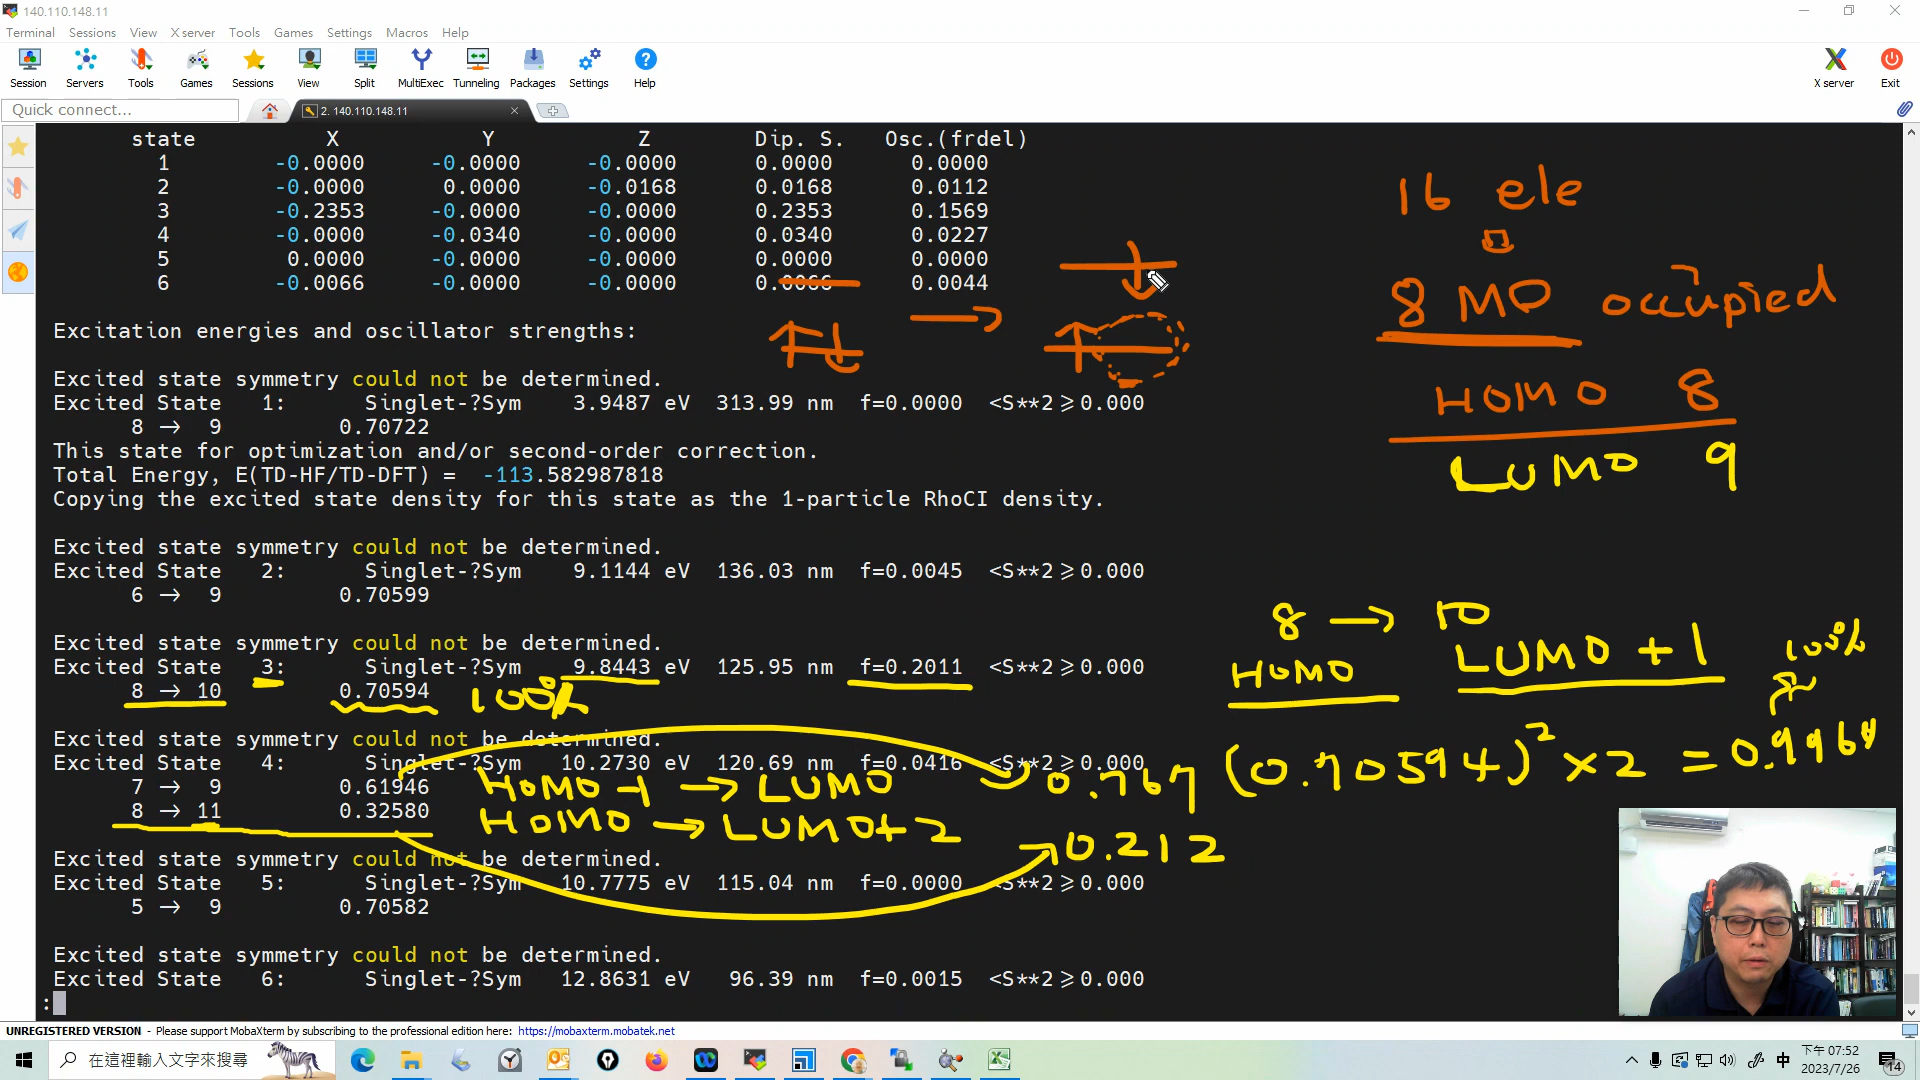 140.110.148.11
Terminal Sessions View X server Tools Games Settings Macros Help
Session Servers Tools Games Sessions View Split MultiExec Tunneling Packages Settings Help X server Exit
Quick connect...
2. 140.110.148.11
state X Y Z Dip. S. Osc.(frdel)
1 -0.0000 -0.0000 -0.0000 0.0000 0.0000
2 -0.0000 0.0000 -0.0168 0.0168 0.0112
3 -0.2353 -0.0000 -0.0000 0.2353 0.1569
4 -0.0000 -0.0340 -0.0000 0.0340 0.0227
5 0.0000 -0.0000 -0.0000 0.0000 0.0000
6 -0.0066 -0.0000 -0.0000 0.0066 0.0044
16 ele
8 MO occupied
HOMO 8
LUMO 9
Excitation energies and oscillator strengths:
Excited state symmetry could not be determined.
Excited State 1: Singlet-?Sym 3.9487 eV 313.99 nm f=0.0000 <S**2>=0.000
8 -> 9 0.70722
This state for optimization and/or second-order correction.
Total Energy, E(TD-HF/TD-DFT) = -113.582987818
Copying the excited state density for this state as the 1-particle RhoCI density.
Excited state symmetry could not be determined.
Excited State 2: Singlet-?Sym 9.1144 eV 136.03 nm f=0.0045 <S**2>=0.000
6 -> 9 0.70599
Excited state symmetry could not be determined.
Excited State 3: Singlet-?Sym 9.8443 eV 125.95 nm f=0.2011 <S**2>=0.000
8 -> 10 0.70594 100%
8 → 10
HOMO LUMO+1
100%
(0.70594)² × 2 = 0.9969
Excited state symmetry could not be determined.
Excited State 4: Singlet-?Sym 10.2730 eV 120.69 nm f=0.0416 <S**2>=0.000
7 -> 9 0.61946 HOMO-1 → LUMO 0.767
8 -> 11 0.32580 HOMO → LUMO+2 0.212
Excited state symmetry could not be determined.
Excited State 5: Singlet-?Sym 10.7775 eV 115.04 nm f=0.0000 <S**2>=0.000
5 -> 9 0.70582
Excited state symmetry could not be determined.
Excited State 6: Singlet-?Sym 12.8631 eV 96.39 nm f=0.0015 <S**2>=0.000
:
UNREGISTERED VERSION - Please support MobaXterm by subscribing to the professional edition here: https://mobaxterm.mobatek.net
在這裡輸入文字來搜尋
中
下午 07:52
2023/7/26
14